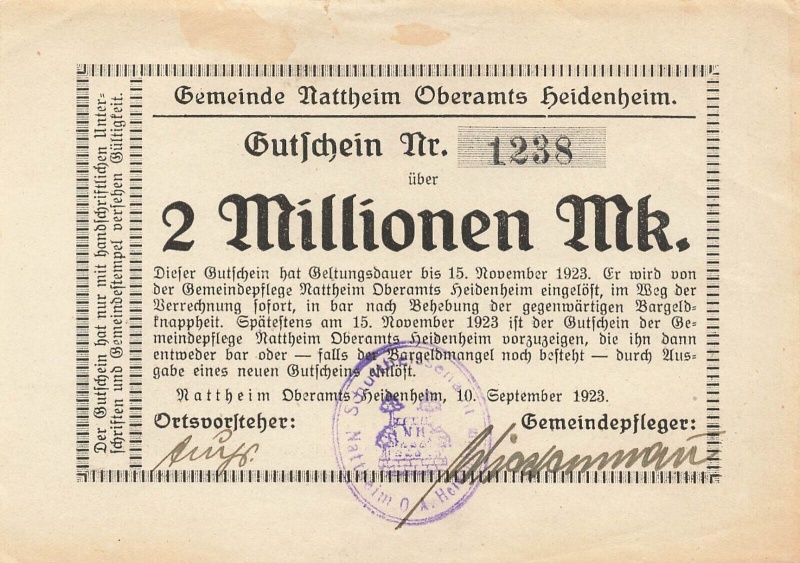 Der Gutschein hat nur mit handschriftlichen Unter-
schriften und Gemeindestempel versehen Gültigkeit.
Gemeinde Nattheim Oberamts Heidenheim.
Gutschein Nr. 1238
über
2 Millionen Mk.
Dieser Gutschein hat Geltungsdauer bis 15. November 1923. Er wird von
der Gemeindepflege Nattheim Oberamts Heidenheim eingelöst, im Weg der
Verrechnung sofort, in bar nach Behebung der gegenwärtigen Bargeld-
knappheit. Spätestens am 15. November 1923 ist der Gutschein der Ge-
meindepflege Nattheim Oberamts Heidenheim vorzuzeigen, die ihn dann
entweder bar oder — falls der Bargeldmangel noch besteht — durch Aus-
gabe eines neuen Gutscheins einlöst.
Nattheim Oberamts Heidenheim, 10. September 1923.
Ortsvorsteher: Gemeindepfleger:
Schultheissenamt
NH
Nattheim O. A.